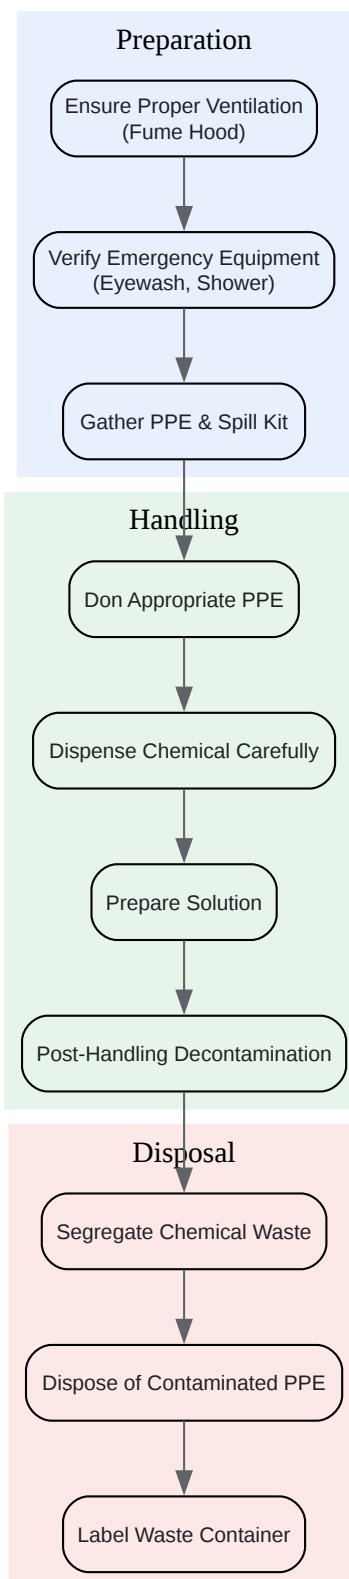 Preparation
Ensure Proper Ventilation
(Fume Hood)
Verify Emergency Equipment
(Eyewash, Shower)
Gather PPE & Spill Kit
Handling
Don Appropriate PPE
Dispense Chemical Carefully
Prepare Solution
Post-Handling Decontamination
Disposal
Segregate Chemical Waste
Dispose of Contaminated PPE
Label Waste Container